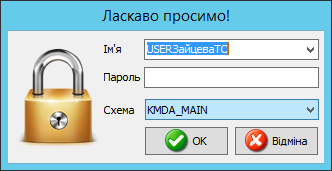 Ласкаво просимо!
Ім'я USERЗайцеваТС
Пароль
Схема KMDA_MAIN
OK Відміна